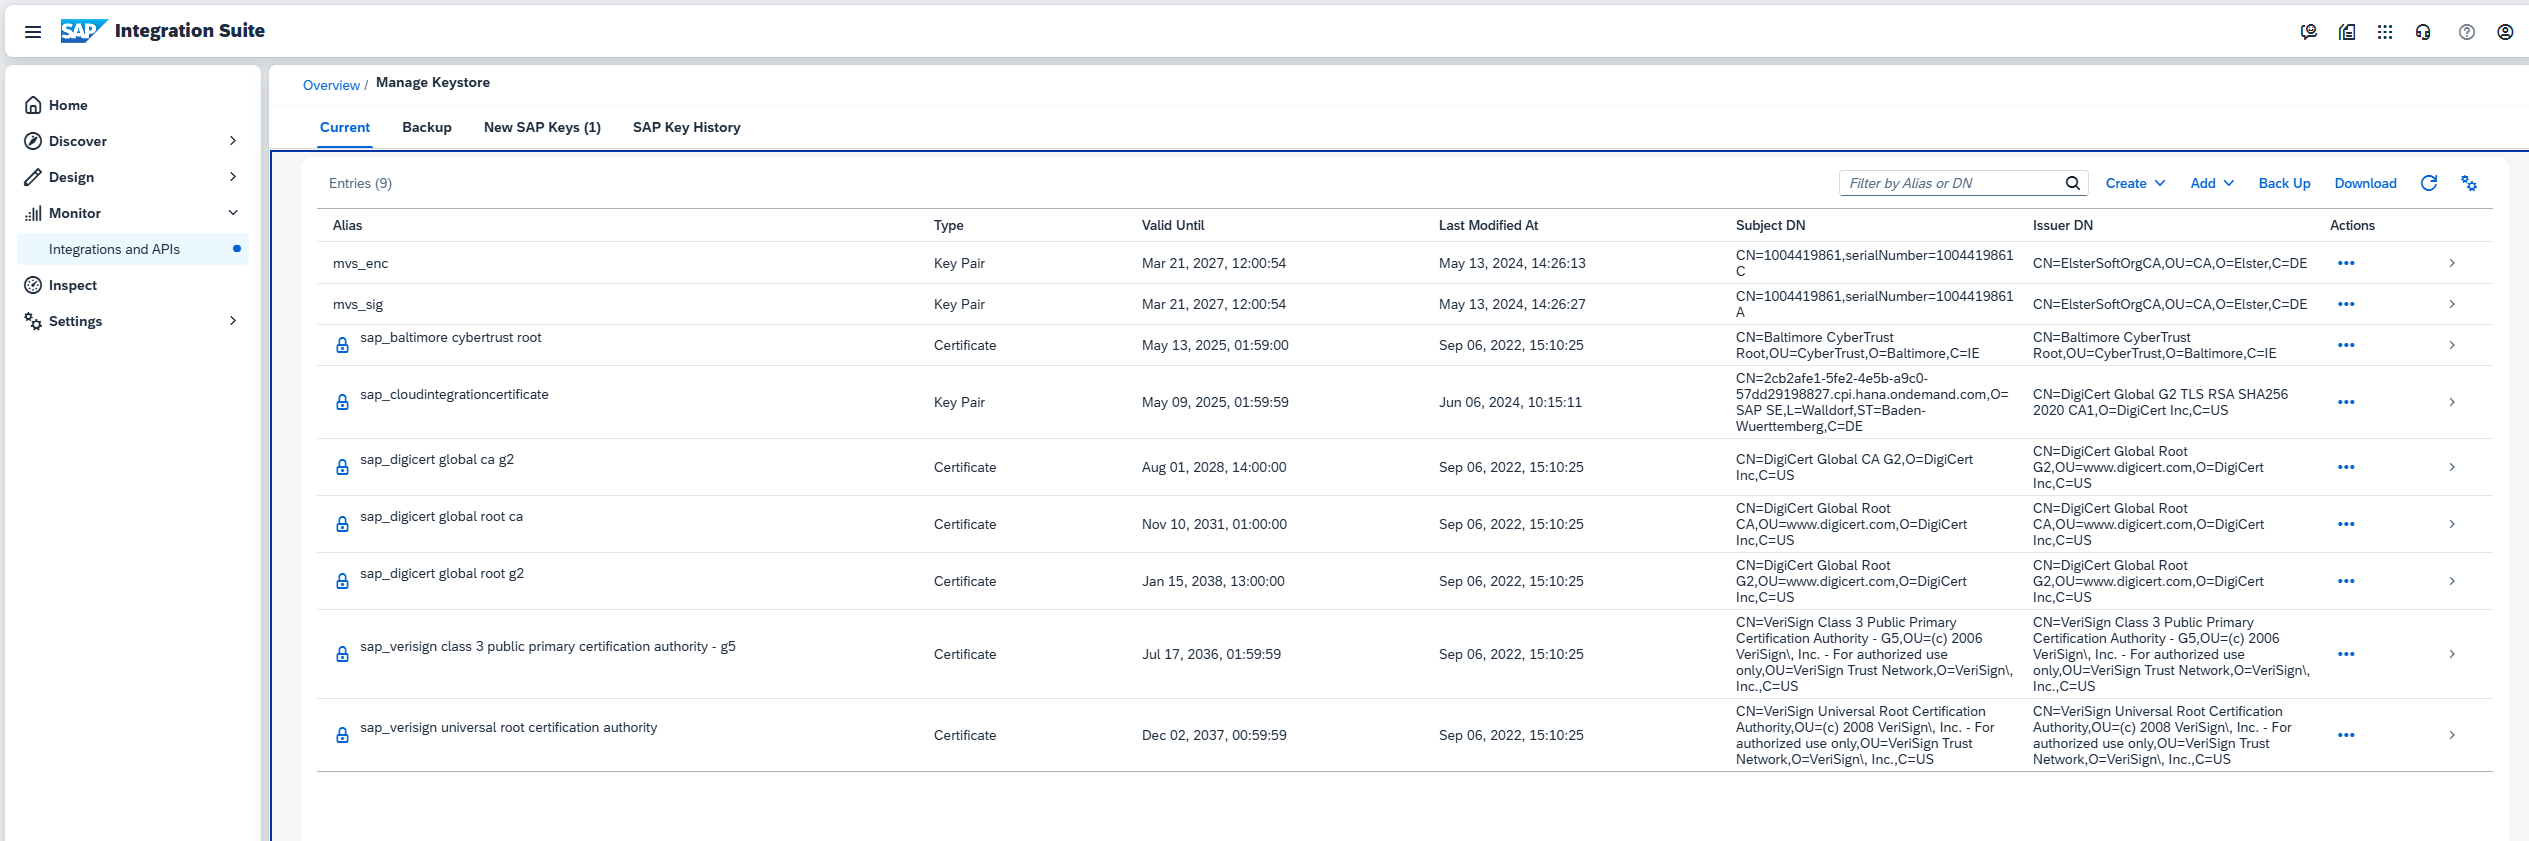 SAP Integration Suite
Home
Discover
Design
Monitor
Integrations and APIs
Inspect
Settings
Overview / Manage Keystore
Current Backup New SAP Keys (1) SAP Key History
Entries (9) Filter by Alias or DN Create Add Back Up Download
Alias Type Valid Until Last Modified At Subject DN Issuer DN Actions
mvs_enc Key Pair Mar 21, 2027, 12:00:54 May 13, 2024, 14:26:13 CN=1004419861,serialNumber=1004419861
C CN=ElsterSoftOrgCA,OU=CA,O=Elster,C=DE
mvs_sig Key Pair Mar 21, 2027, 12:00:54 May 13, 2024, 14:26:27 CN=1004419861,serialNumber=1004419861
A CN=ElsterSoftOrgCA,OU=CA,O=Elster,C=DE
sap_baltimore cybertrust root Certificate May 13, 2025, 01:59:00 Sep 06, 2022, 15:10:25 CN=Baltimore CyberTrust
Root,OU=CyberTrust,O=Baltimore,C=IE
CN=Baltimore CyberTrust
Root,OU=CyberTrust,O=Baltimore,C=IE
sap_cloudintegrationcertificate Key Pair May 09, 2025, 01:59:59 Jun 06, 2024, 10:15:11 CN=2cb2afe1-5fe2-4e5b-a9c0-
57dd29198827.cpi.hana.ondemand.com,O=
SAP SE,L=Walldorf,ST=Baden-
Wuerttemberg,C=DE
CN=DigiCert Global G2 TLS RSA SHA256
2020 CA1,O=DigiCert Inc,C=US
sap_digicert global ca g2 Certificate Aug 01, 2028, 14:00:00 Sep 06, 2022, 15:10:25 CN=DigiCert Global CA G2,O=DigiCert
Inc,C=US
CN=DigiCert Global Root
G2,OU=www.digicert.com,O=DigiCert
Inc,C=US
sap_digicert global root ca Certificate Nov 10, 2031, 01:00:00 Sep 06, 2022, 15:10:25 CN=DigiCert Global Root
CA,OU=www.digicert.com,O=DigiCert
Inc,C=US
CN=DigiCert Global Root
CA,OU=www.digicert.com,O=DigiCert
Inc,C=US
sap_digicert global root g2 Certificate Jan 15, 2038, 13:00:00 Sep 06, 2022, 15:10:25 CN=DigiCert Global Root
G2,OU=www.digicert.com,O=DigiCert
Inc,C=US
CN=DigiCert Global Root
G2,OU=www.digicert.com,O=DigiCert
Inc,C=US
sap_verisign class 3 public primary certification authority - g5 Certificate Jul 17, 2036, 01:59:59 Sep 06, 2022, 15:10:25 CN=VeriSign Class 3 Public Primary
Certification Authority - G5,OU=(c) 2006
VeriSign\, Inc. - For authorized use
only,OU=VeriSign Trust Network,O=VeriSign\,
Inc.,C=US
CN=VeriSign Class 3 Public Primary
Certification Authority - G5,OU=(c) 2006
VeriSign\, Inc. - For authorized use
only,OU=VeriSign Trust Network,O=VeriSign\,
Inc.,C=US
sap_verisign universal root certification authority Certificate Dec 02, 2037, 00:59:59 Sep 06, 2022, 15:10:25 CN=VeriSign Universal Root Certification
Authority,OU=(c) 2008 VeriSign\, Inc. - For
authorized use only,OU=VeriSign Trust
Network,O=VeriSign\, Inc.,C=US
CN=VeriSign Universal Root Certification
Authority,OU=(c) 2008 VeriSign\, Inc. - For
authorized use only,OU=VeriSign Trust
Network,O=VeriSign\, Inc.,C=US